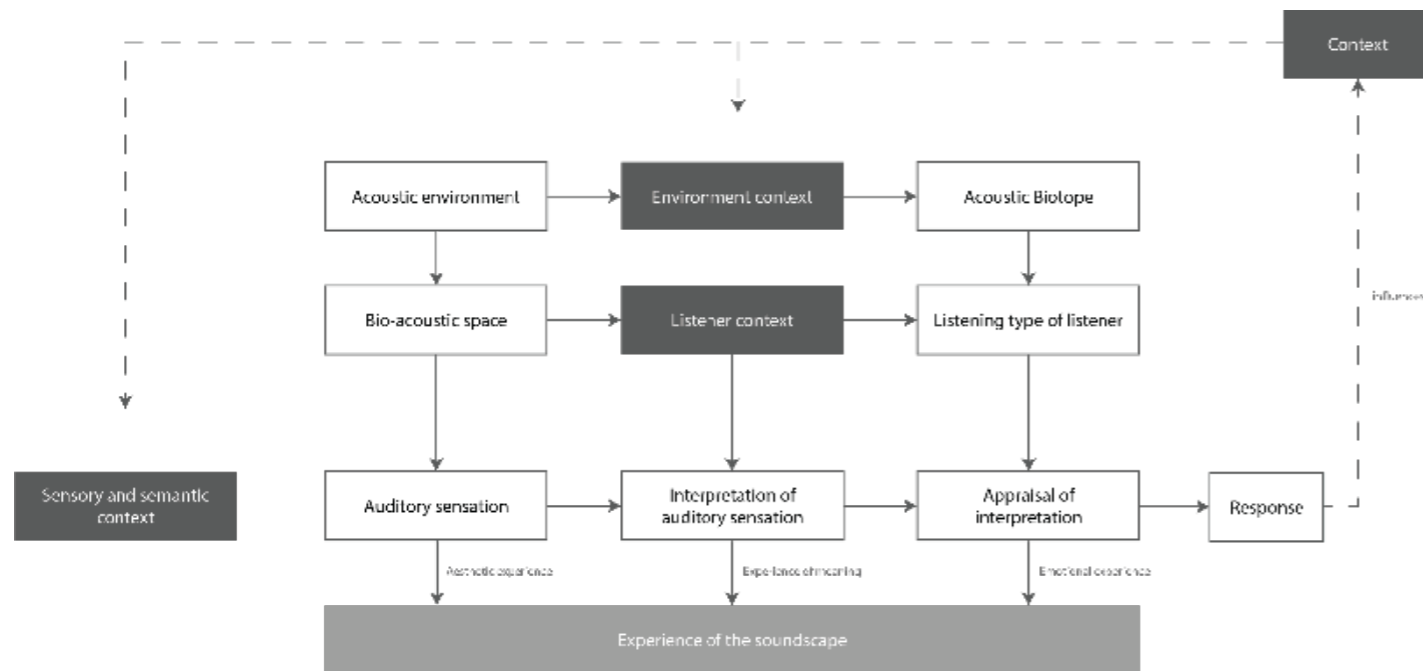 Context
Acoustic environment
Environment context
Acoustic Biotope
influences
Bio-acoustic space
Listener context
Listening type of listener
Sensory and semantic
context
Auditory sensation
Interpretation of
auditory sensation
Appraisal of
interpretation
Response
Aesthetic experience
Experience of meaning
Emotional experience
Experience of the soundscape